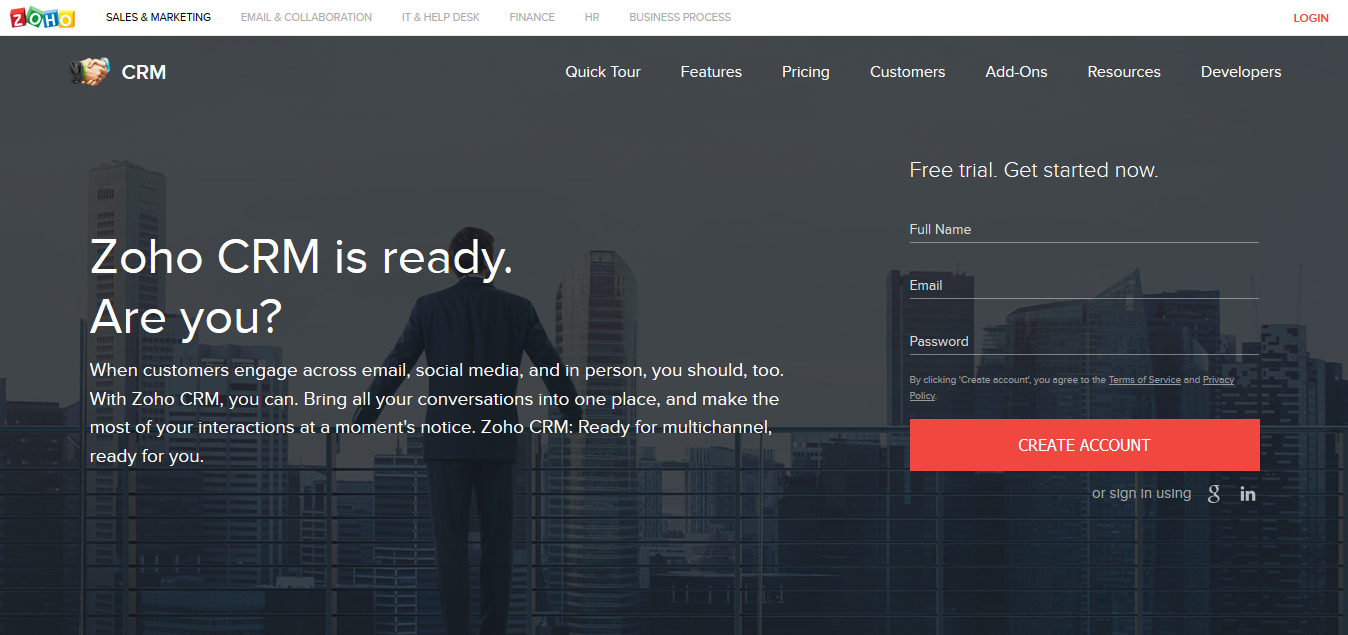 ZOHO SALES & MARKETING EMAIL & COLLABORATION IT & HELP DESK FINANCE HR BUSINESS PROCESS LOGIN
CRM Quick Tour Features Pricing Customers Add-Ons Resources Developers
Zoho CRM is ready.
Are you?
When customers engage across email, social media, and in person, you should, too.
With Zoho CRM, you can. Bring all your conversations into one place, and make the
most of your interactions at a moment's notice. Zoho CRM: Ready for multichannel,
ready for you.
Free trial. Get started now.
Full Name
Email
Password
By clicking 'Create account', you agree to the Terms of Service and Privacy
Policy.
CREATE ACCOUNT
or sign in using g in